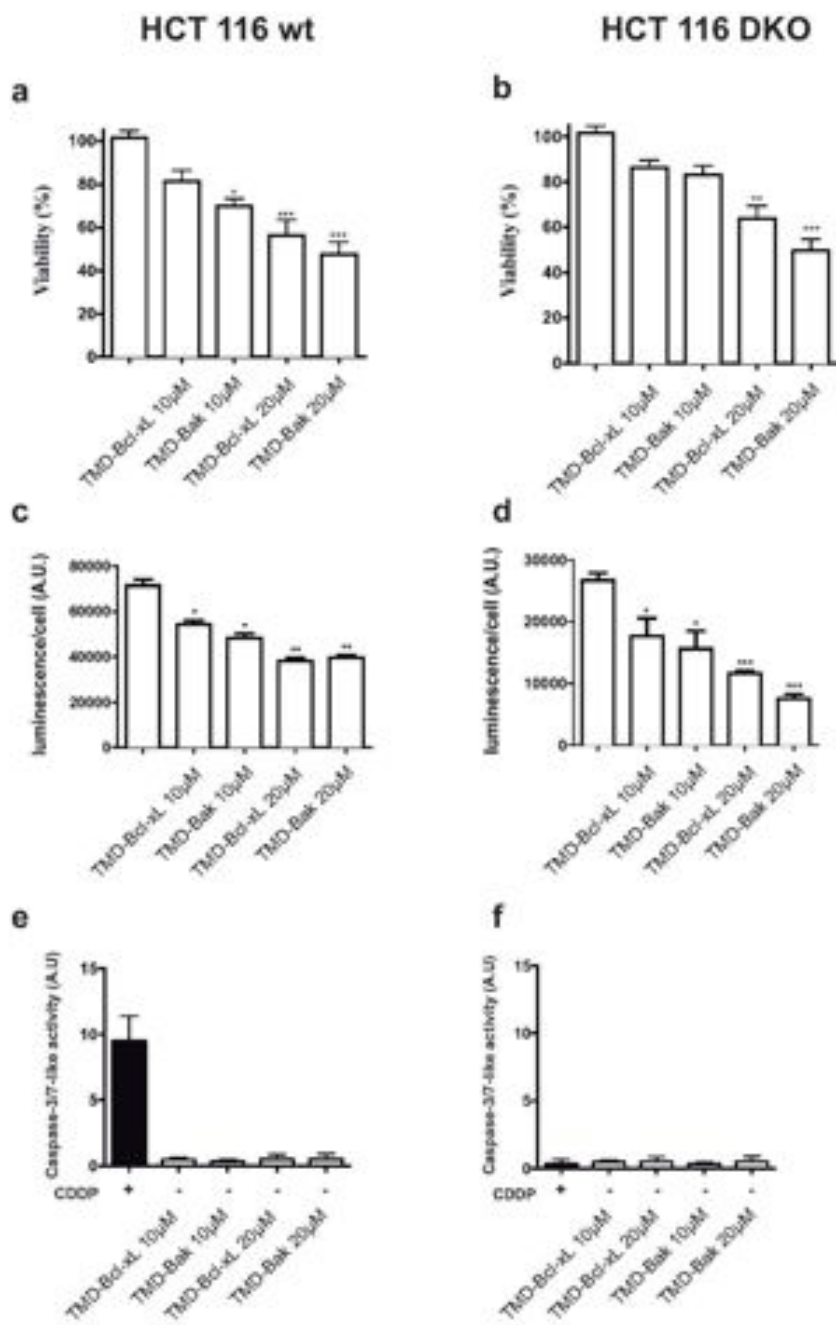 HCT 116 wt
HCT 116 DKO
a
Viability (%)
100
80
60
40
20
0
*
***
***
TMD-Bcl-xL 10µM
TMD-Bak 10µM
TMD-Bcl-xL 20µM
TMD-Bak 20µM
b
Viability (%)
100
80
60
40
20
0
**
***
TMD-Bcl-xL 10µM
TMD-Bak 10µM
TMD-Bcl-xL 20µM
TMD-Bak 20µM
c
luminescence/cell (A.U.)
80000
60000
40000
20000
0
*
*
**
**
TMD-Bcl-xL 10µM
TMD-Bak 10µM
TMD-Bcl-xL 20µM
TMD-Bak 20µM
d
luminescence/cell (A.U.)
30000
20000
10000
0
*
*
***
***
TMD-Bcl-xL 10µM
TMD-Bak 10µM
TMD-Bcl-xL 20µM
TMD-Bak 20µM
e
Caspase-3/7-like activity (A.U)
15
10
5
0
CDDP + - - - -
TMD-Bcl-xL 10µM
TMD-Bak 10µM
TMD-Bcl-xL 20µM
TMD-Bak 20µM
f
Caspase-3/7-like activity (A.U)
15
10
5
0
CDDP + - - - -
TMD-Bcl-xL 10µM
TMD-Bcl-xL 20µM
TMD-Bak 10µM
TMD-Bak 20µM